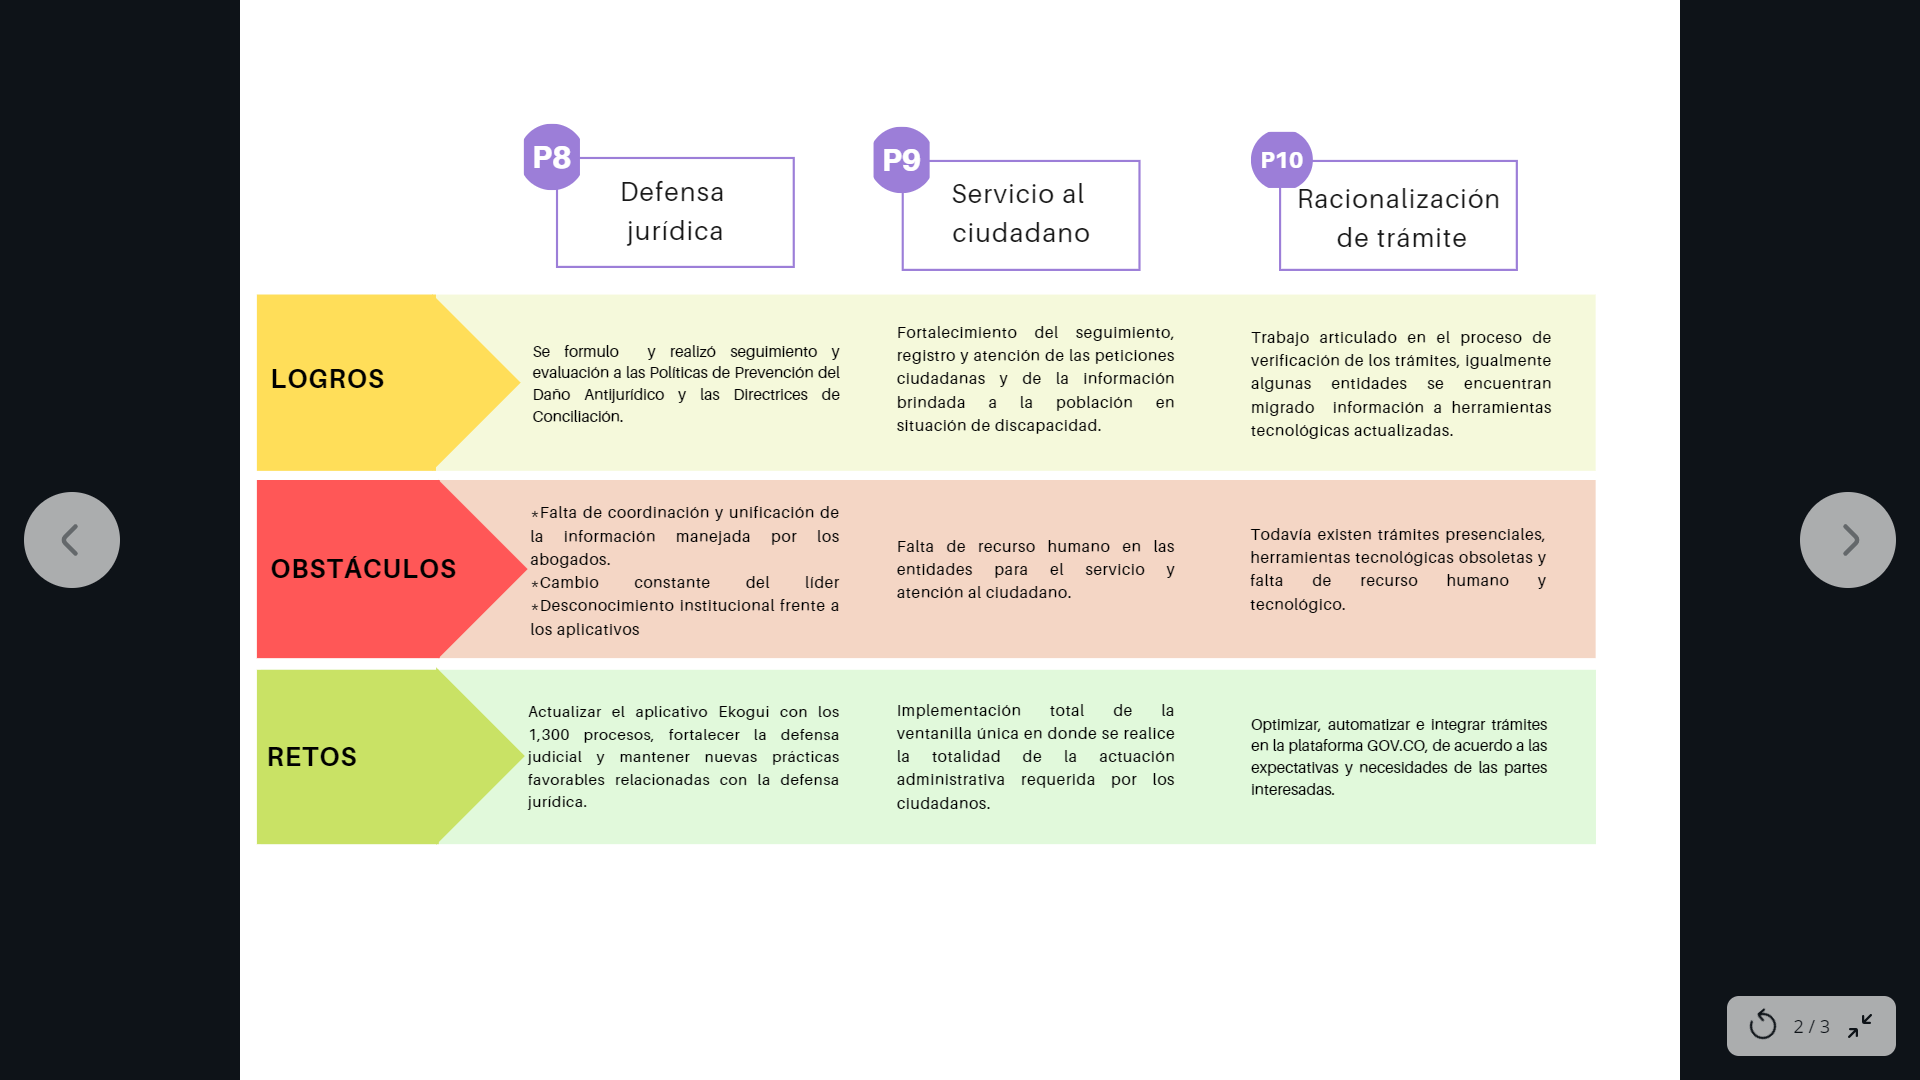 P8
Defensa
jurídica
P9
Servicio al
ciudadano
P10
Racionalización
de trámite
LOGROS
Se formulo y realizó seguimiento y
evaluación a las Políticas de Prevención del
Daño Antijurídico y las Directrices de
Conciliación.
Fortalecimiento del seguimiento,
registro y atención de las peticiones
ciudadanas y de la información
brindada a la población en
situación de discapacidad.
Trabajo articulado en el proceso de
verificación de los trámites, igualmente
algunas entidades se encuentran
migrado información a herramientas
tecnológicas actualizadas.
OBSTÁCULOS
*Falta de coordinación y unificación de
la información manejada por los
abogados.
*Cambio constante del líder
*Desconocimiento institucional frente a
los aplicativos
Falta de recurso humano en las
entidades para el servicio y
atención al ciudadano.
Todavía existen trámites presenciales,
herramientas tecnológicas obsoletas y
falta de recurso humano y
tecnológico.
RETOS
Actualizar el aplicativo Ekogui con los
1,300 procesos, fortalecer la defensa
judicial y mantener nuevas prácticas
favorables relacionadas con la defensa
jurídica.
Implementación total de la
ventanilla única en donde se realice
la totalidad de la actuación
administrativa requerida por los
ciudadanos.
Optimizar, automatizar e integrar trámites
en la plataforma GOV.CO, de acuerdo a las
expectativas y necesidades de las partes
interesadas.
2 / 3